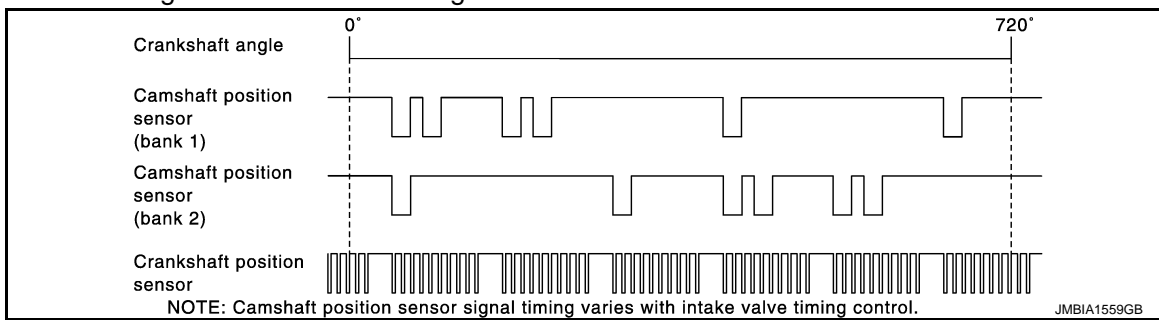 0˚ 720˚
Crankshaft angle
Camshaft position
sensor
(bank 1)
Camshaft position
sensor
(bank 2)
Crankshaft position
sensor
NOTE: Camshaft position sensor signal timing varies with intake valve timing control.
JMBIA1559GB